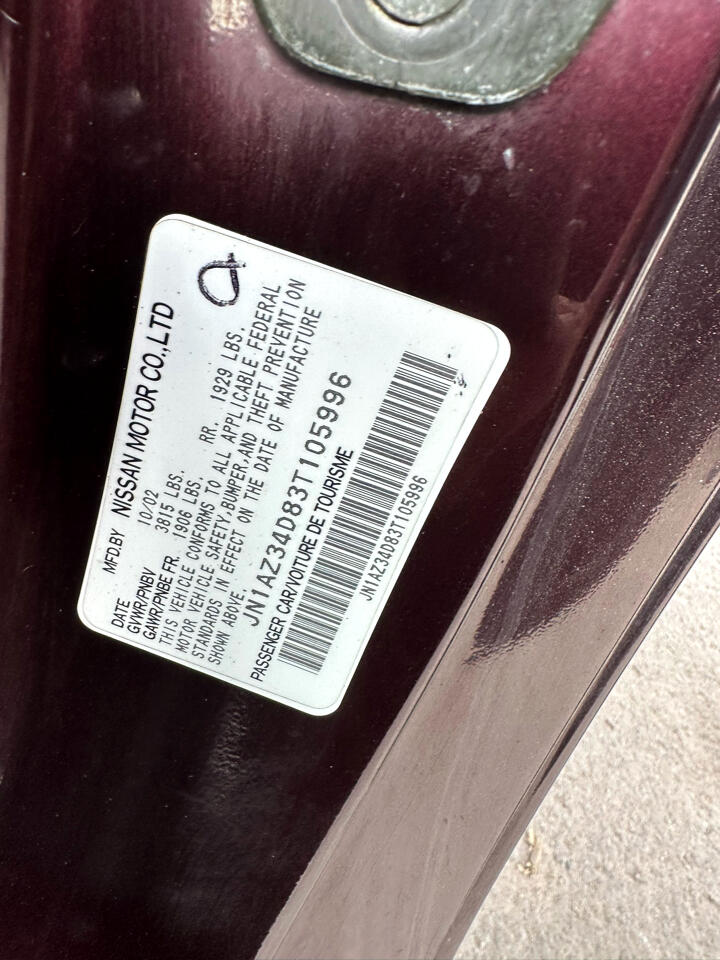 MFD.BY NISSAN MOTOR CO.,LTD
DATE 10/02
GVWR/PNBV 3815 LBS.
GAWR/PNBE FR. 1906 LBS. RR. 1929 LBS.
THIS VEHICLE CONFORMS TO ALL APPLICABLE FEDERAL
MOTOR VEHICLE SAFETY,BUMPER,AND THEFT PREVENTION
STANDARDS IN EFFECT ON THE DATE OF MANUFACTURE
SHOWN ABOVE.
JN1AZ34D83T105996
PASSENGER CAR/VOITURE DE TOURISME
JN1AZ34D83T105996